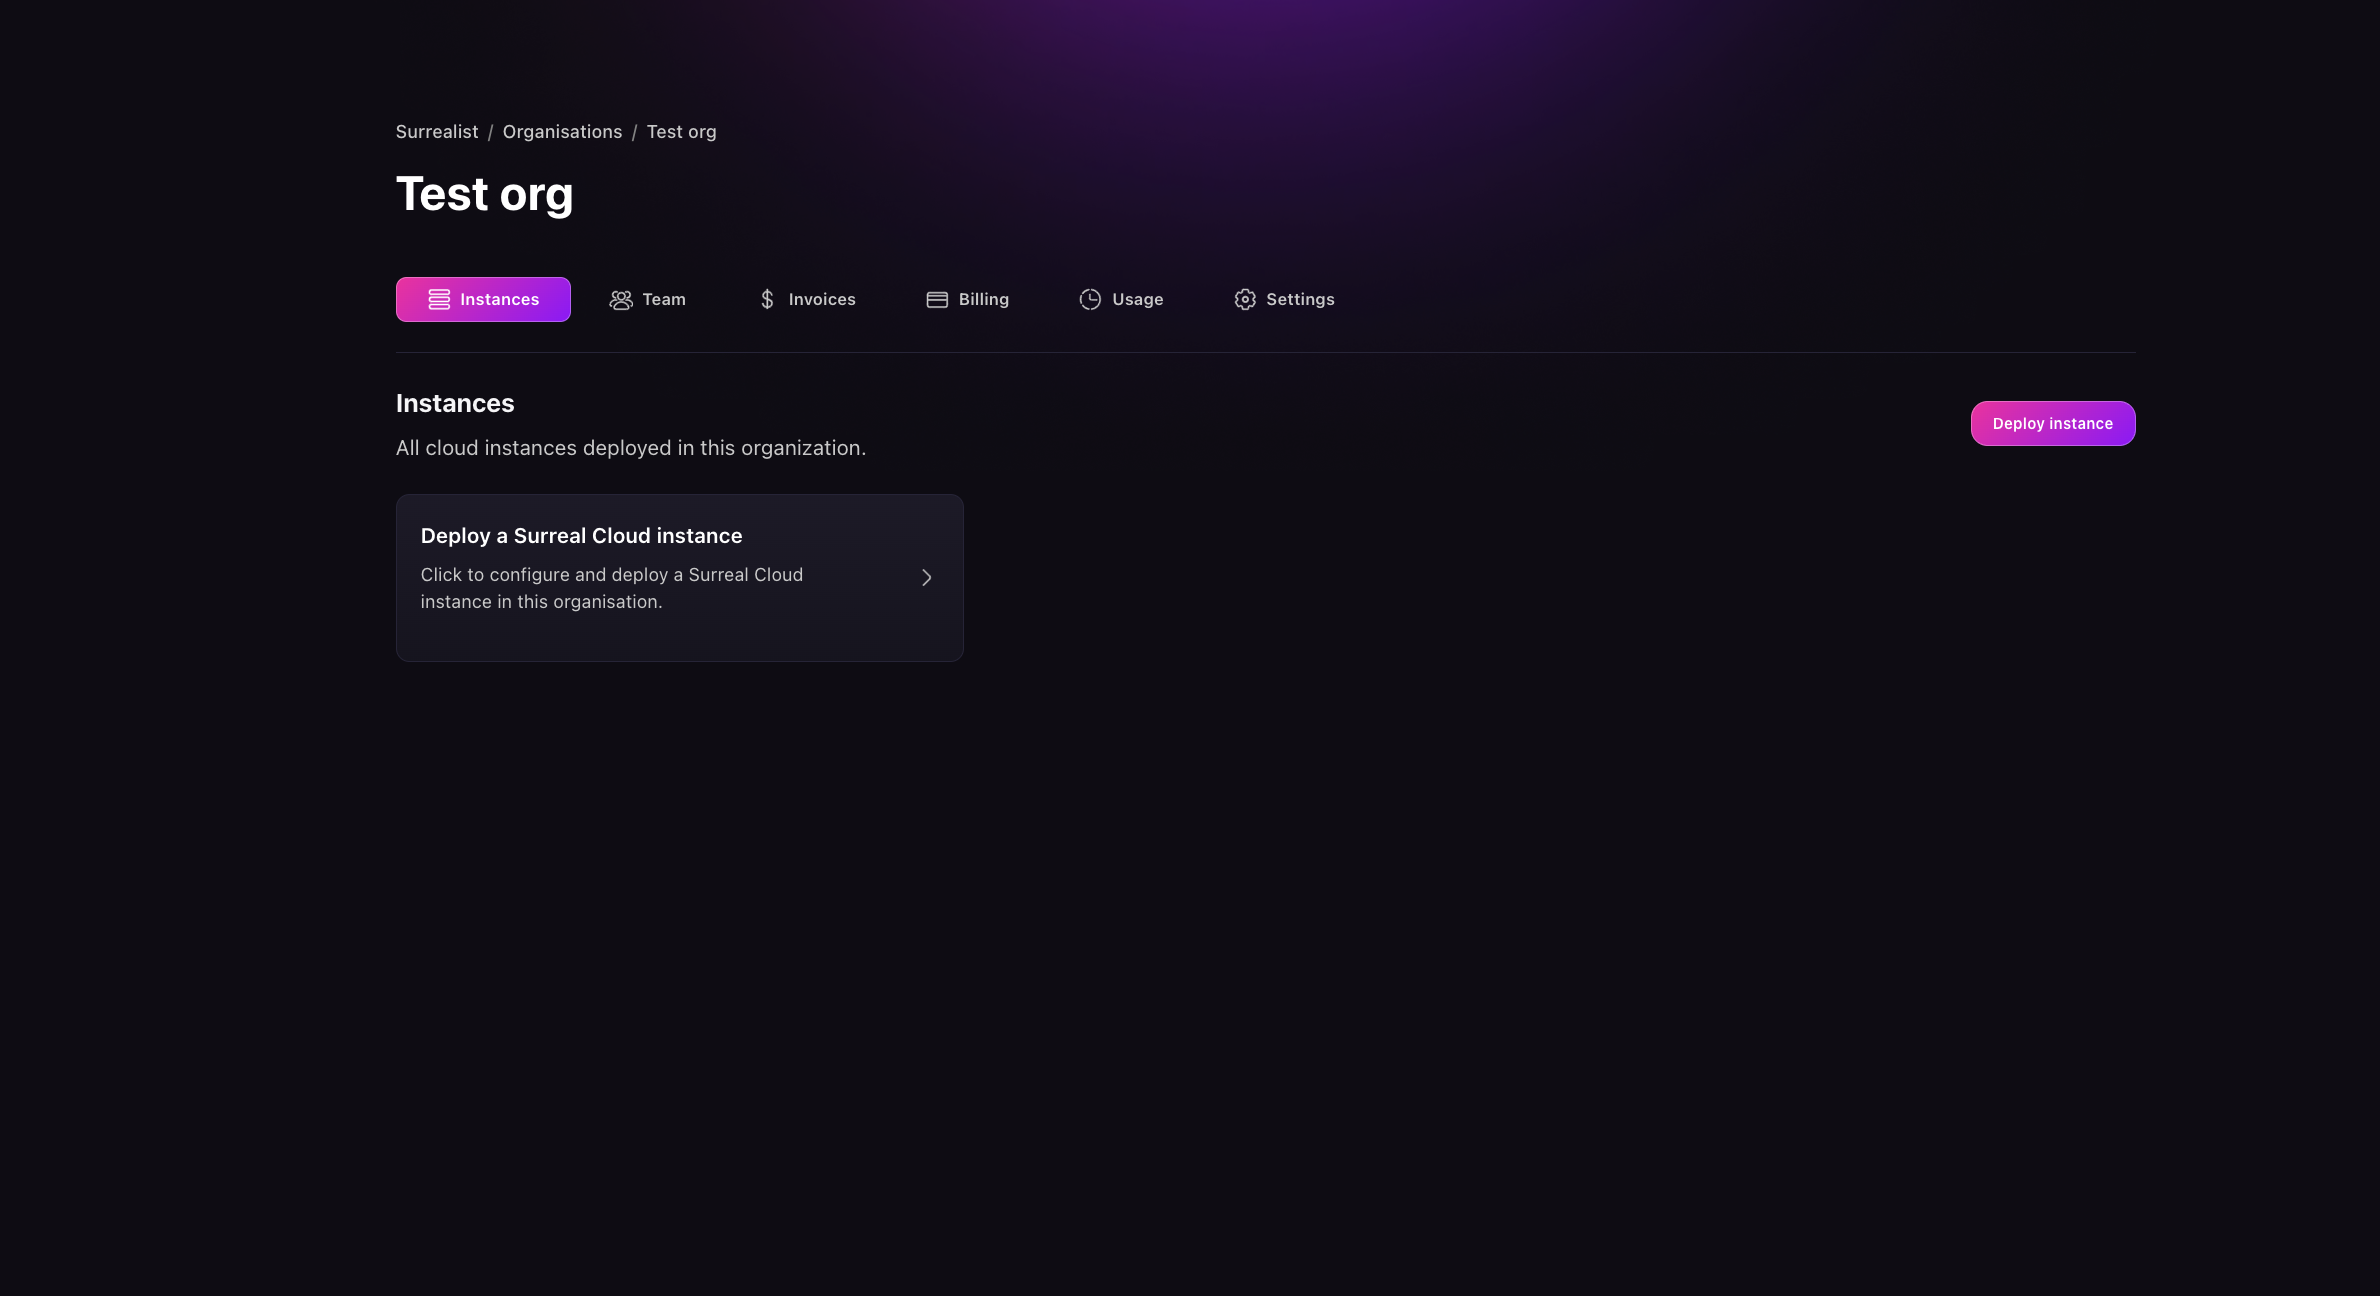 Surrealist / Organisations / Test org
Test org
Instances
Team
Invoices
Billing
Usage
Settings
Instances
All cloud instances deployed in this organization.
Deploy instance
Deploy a Surreal Cloud instance
Click to configure and deploy a Surreal Cloud
instance in this organisation.